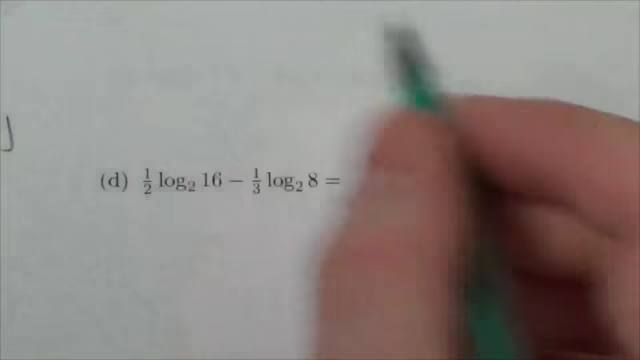 (d) ½ log₂ 16 − ⅓ log₂ 8 =